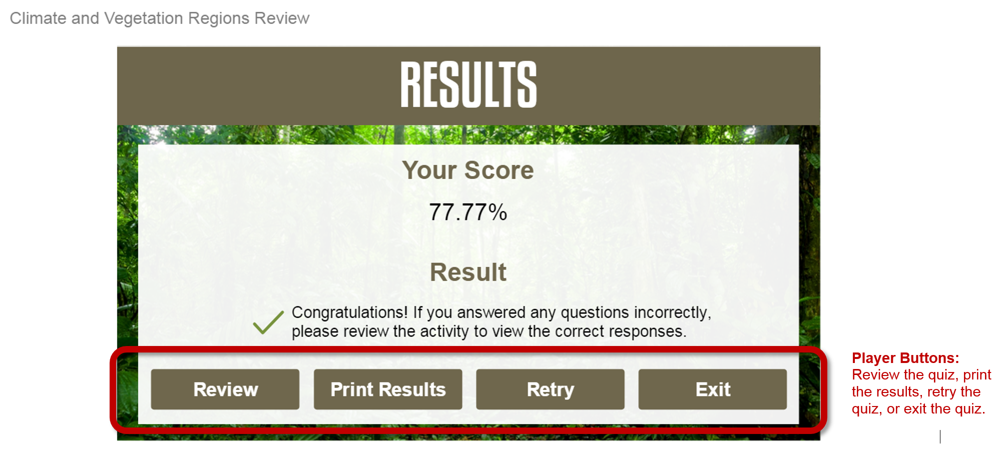 Climate and Vegetation Regions Review
RESULTS
Your Score
77.77%
Result
Congratulations! If you answered any questions incorrectly,
please review the activity to view the correct responses.
Review
Print Results
Retry
Exit
Player Buttons:
Review the quiz, print
the results, retry the
quiz, or exit the quiz.